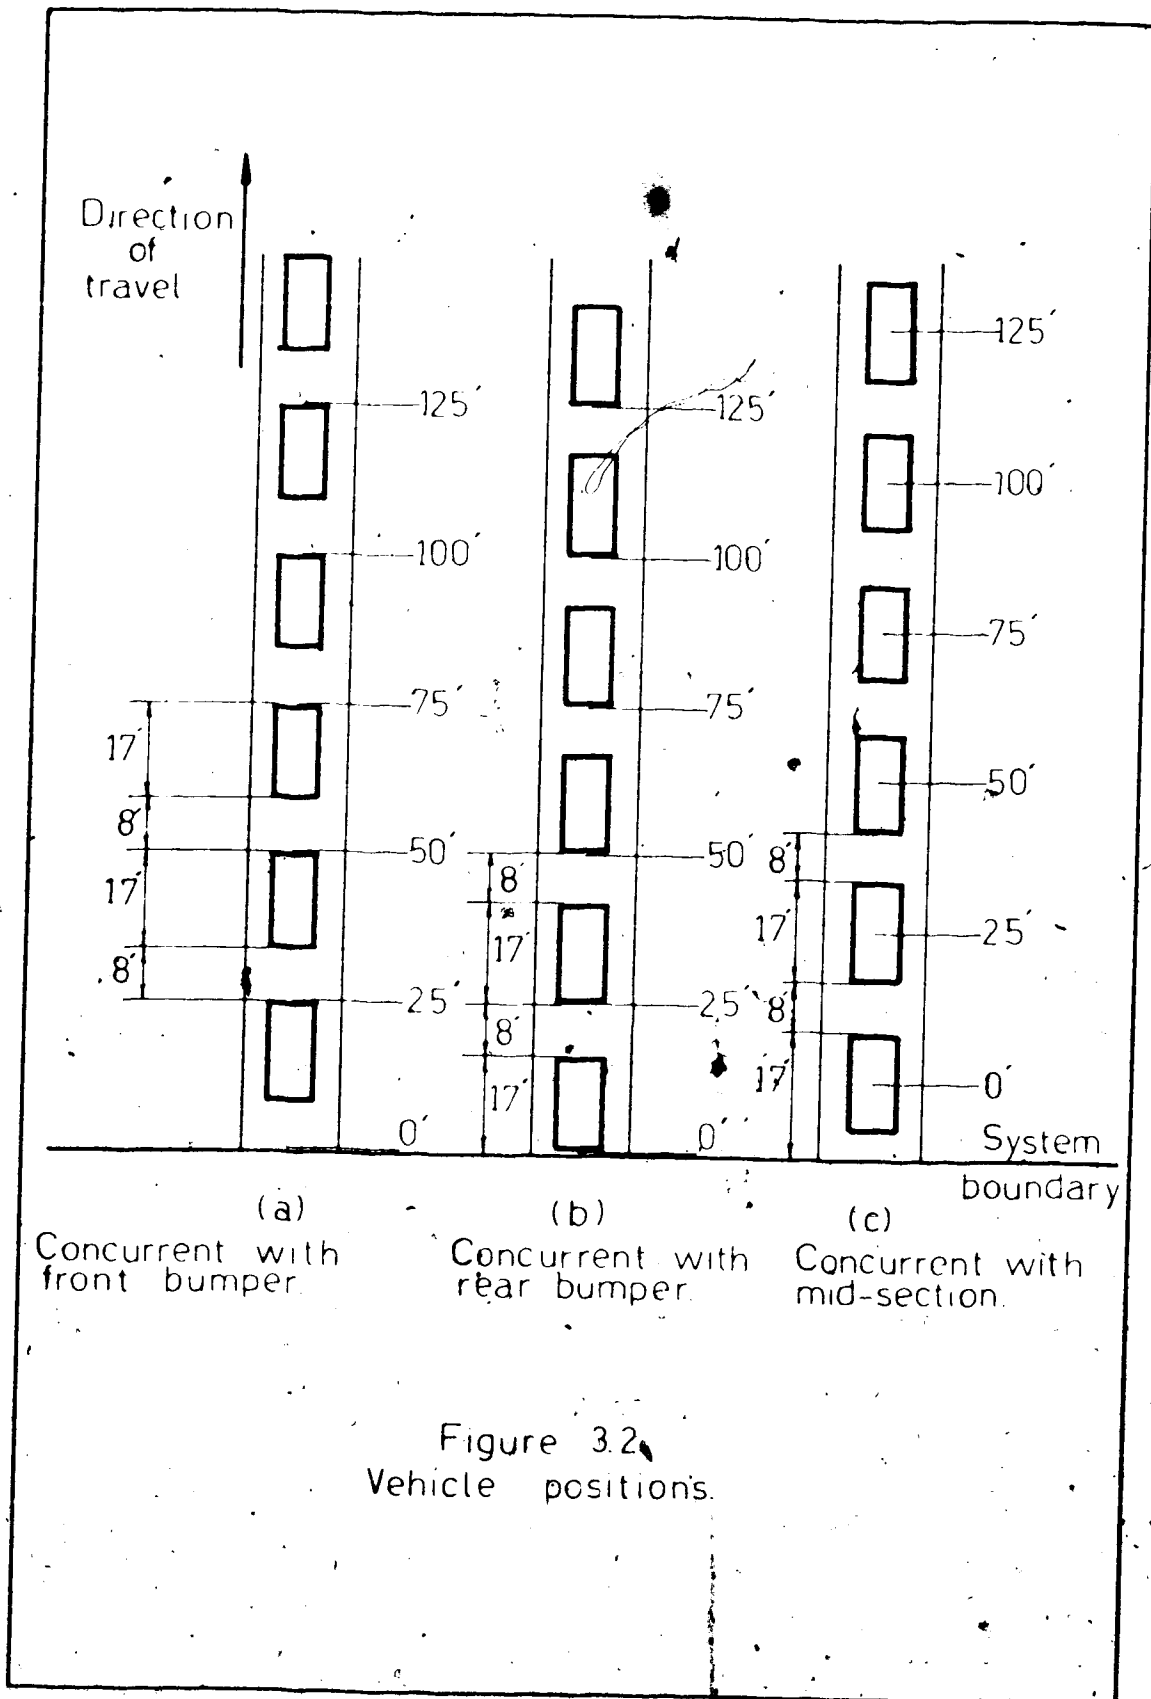 Direction
of
travel
125′
100′
75′
17′
8′
50′
17′
8′
25′
0′
125′
100′
75′
50′
8′
17′
25′
8′
17′
0′
125′
100′
75′
50′
8′
25′
17′
8′
17′
0′
System
boundary
(a)
Concurrent with
front bumper.
(b)
Concurrent with
rear bumper.
(c)
Concurrent with
mid-section.
Figure 3.2
Vehicle positions.